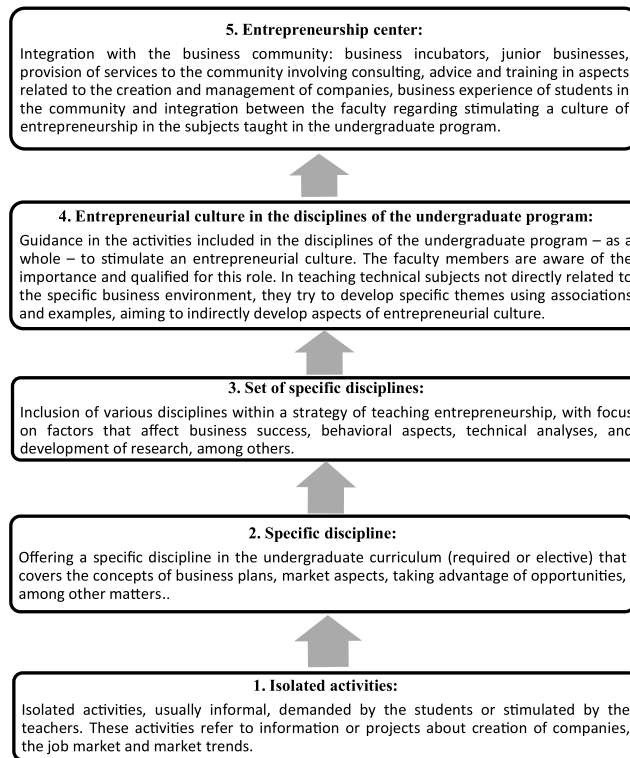 5. Entrepreneurship center:
Integration with the business community: business incubators, junior businesses,
provision of services to the community involving consulting, advice and training in aspects
related to the creation and management of companies, business experience of students in
the community and integration between the faculty regarding stimulating a culture of
entrepreneurship in the subjects taught in the undergraduate program.
4. Entrepreneurial culture in the disciplines of the undergraduate program:
Guidance in the activities included in the disciplines of the undergraduate program – as a
whole – to stimulate an entrepreneurial culture. The faculty members are aware of the
importance and qualified for this role. In teaching technical subjects not directly related to
the specific business environment, they try to develop specific themes using associations
and examples, aiming to indirectly develop aspects of entrepreneurial culture.
3. Set of specific disciplines:
Inclusion of various disciplines within a strategy of teaching entrepreneurship, with focus
on factors that affect business success, behavioral aspects, technical analyses, and
development of research, among others.
2. Specific discipline:
Offering a specific discipline in the undergraduate curriculum (required or elective) that
covers the concepts of business plans, market aspects, taking advantage of opportunities,
among other matters..
1. Isolated activities:
Isolated activities, usually informal, demanded by the students or stimulated by the
teachers. These activities refer to information or projects about creation of companies,
the job market and market trends.